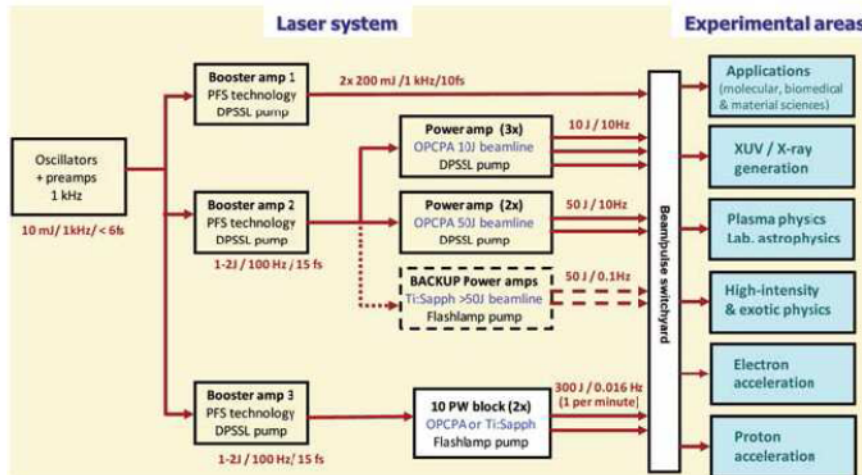 Laser system
Experimental areas
Booster amp 1
PFS technology
DPSSL pump
2x 200 mJ /1 kHz/10fs
Applications
(molecular, biomedical
& material sciences)
Oscillators
+ preamps
1 kHz
10 mJ/ 1kHz/ < 6fs
Power amp (3x)
OPCPA 10J beamline
DPSSL pump
10 J / 10Hz
XUV / X-ray
generation
Booster amp 2
PFS technology
DPSSL pump
1-2J / 100 Hz / 15 fs
Power amp (2x)
OPCPA 50J beamline
DPSSL pump
50 J / 10Hz
Plasma physics
Lab. astrophysics
BACKUP Power amps
Ti:Sapph >50J beamline
Flashlamp pump
50 J / 0.1Hz
Beam/pulse switchyard
High-intensity
& exotic physics
Electron
acceleration
Booster amp 3
PFS technology
DPSSL pump
1-2J / 100 Hz/ 15 fs
10 PW block (2x)
OPCPA or Ti:Sapph
Flashlamp pump
300 J / 0.016 Hz
(1 per minute)
Proton
acceleration